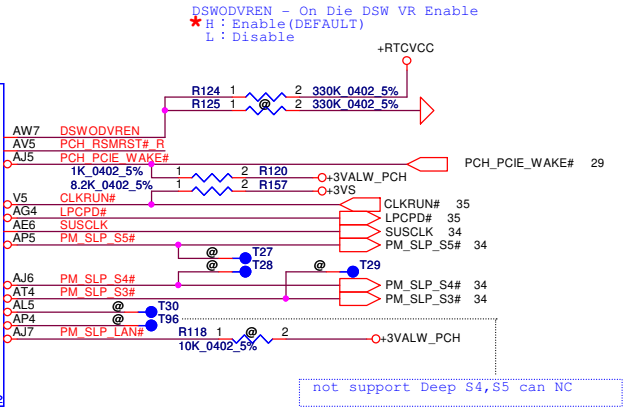 DSWODVREN - On Die DSW VR Enable
* H : Enable(DEFAULT)
L : Disable
+RTCVCC
R124 1 2 330K_0402_5%
R125 1 @ 2 330K_0402_5%
AW7 DSWODVREN
AV5 PCH_RSMRST#_R
AJ5 PCH_PCIE_WAKE# PCH_PCIE_WAKE# 29
1K_0402_5% 1 2 R120 +3VALW_PCH
8.2K_0402_5% 1 2 R157 +3VS
V5 CLKRUN# CLKRUN# 35
AG4 LPCPD# LPCPD# 35
AE6 SUSCLK SUSCLK 34
AP5 PM_SLP_S5# PM_SLP_S5# 34
@ T27
@ T28 @ T29
AJ6 PM_SLP_S4# PM_SLP_S4# 34
AT4 PM_SLP_S3# PM_SLP_S3# 34
AL5 @ T30
AP4 @ T96
AJ7 PM_SLP_LAN# R118 1 @ 2 +3VALW_PCH
10K_0402_5%
not support Deep S4,S5 can NC